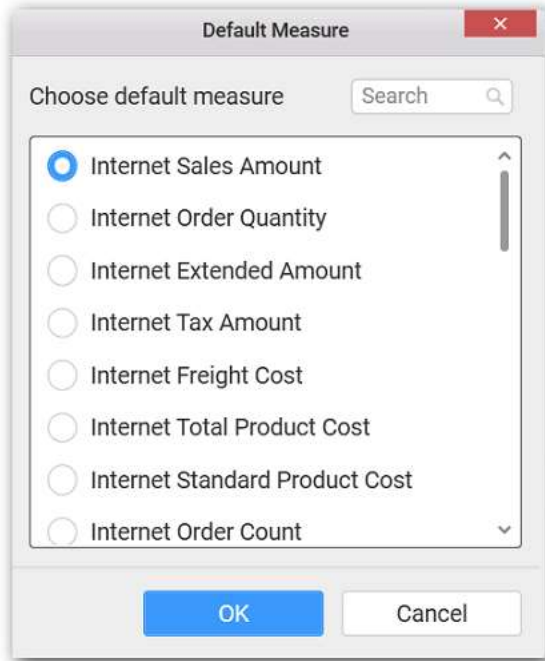 Default Measure
Choose default measure Search
Internet Sales Amount
Internet Order Quantity
Internet Extended Amount
Internet Tax Amount
Internet Freight Cost
Internet Total Product Cost
Internet Standard Product Cost
Internet Order Count
OK Cancel